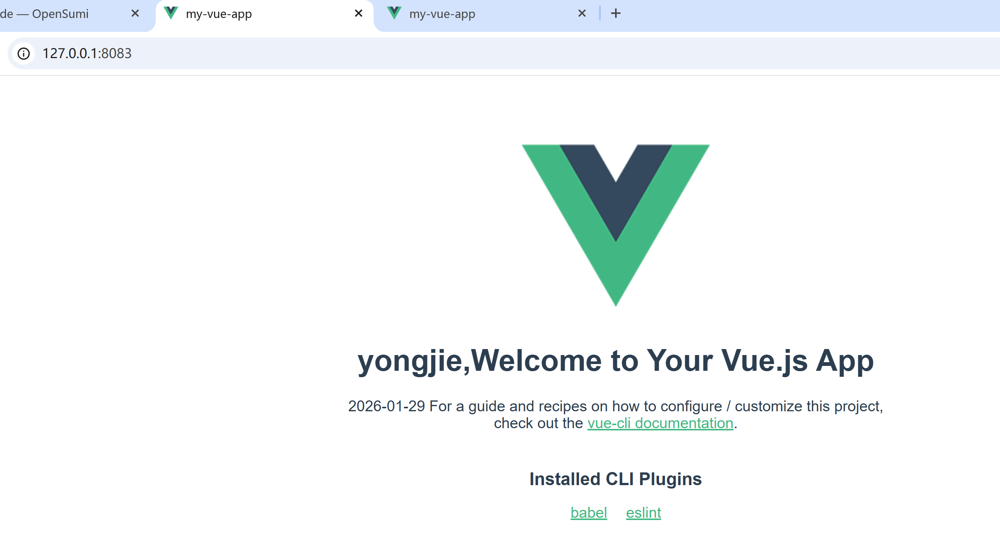 de — OpenSumi
my-vue-app
my-vue-app
127.0.0.1:8083
yongjie,Welcome to Your Vue.js App
2026-01-29 For a guide and recipes on how to configure / customize this project,
check out the vue-cli documentation.
Installed CLI Plugins
babel eslint